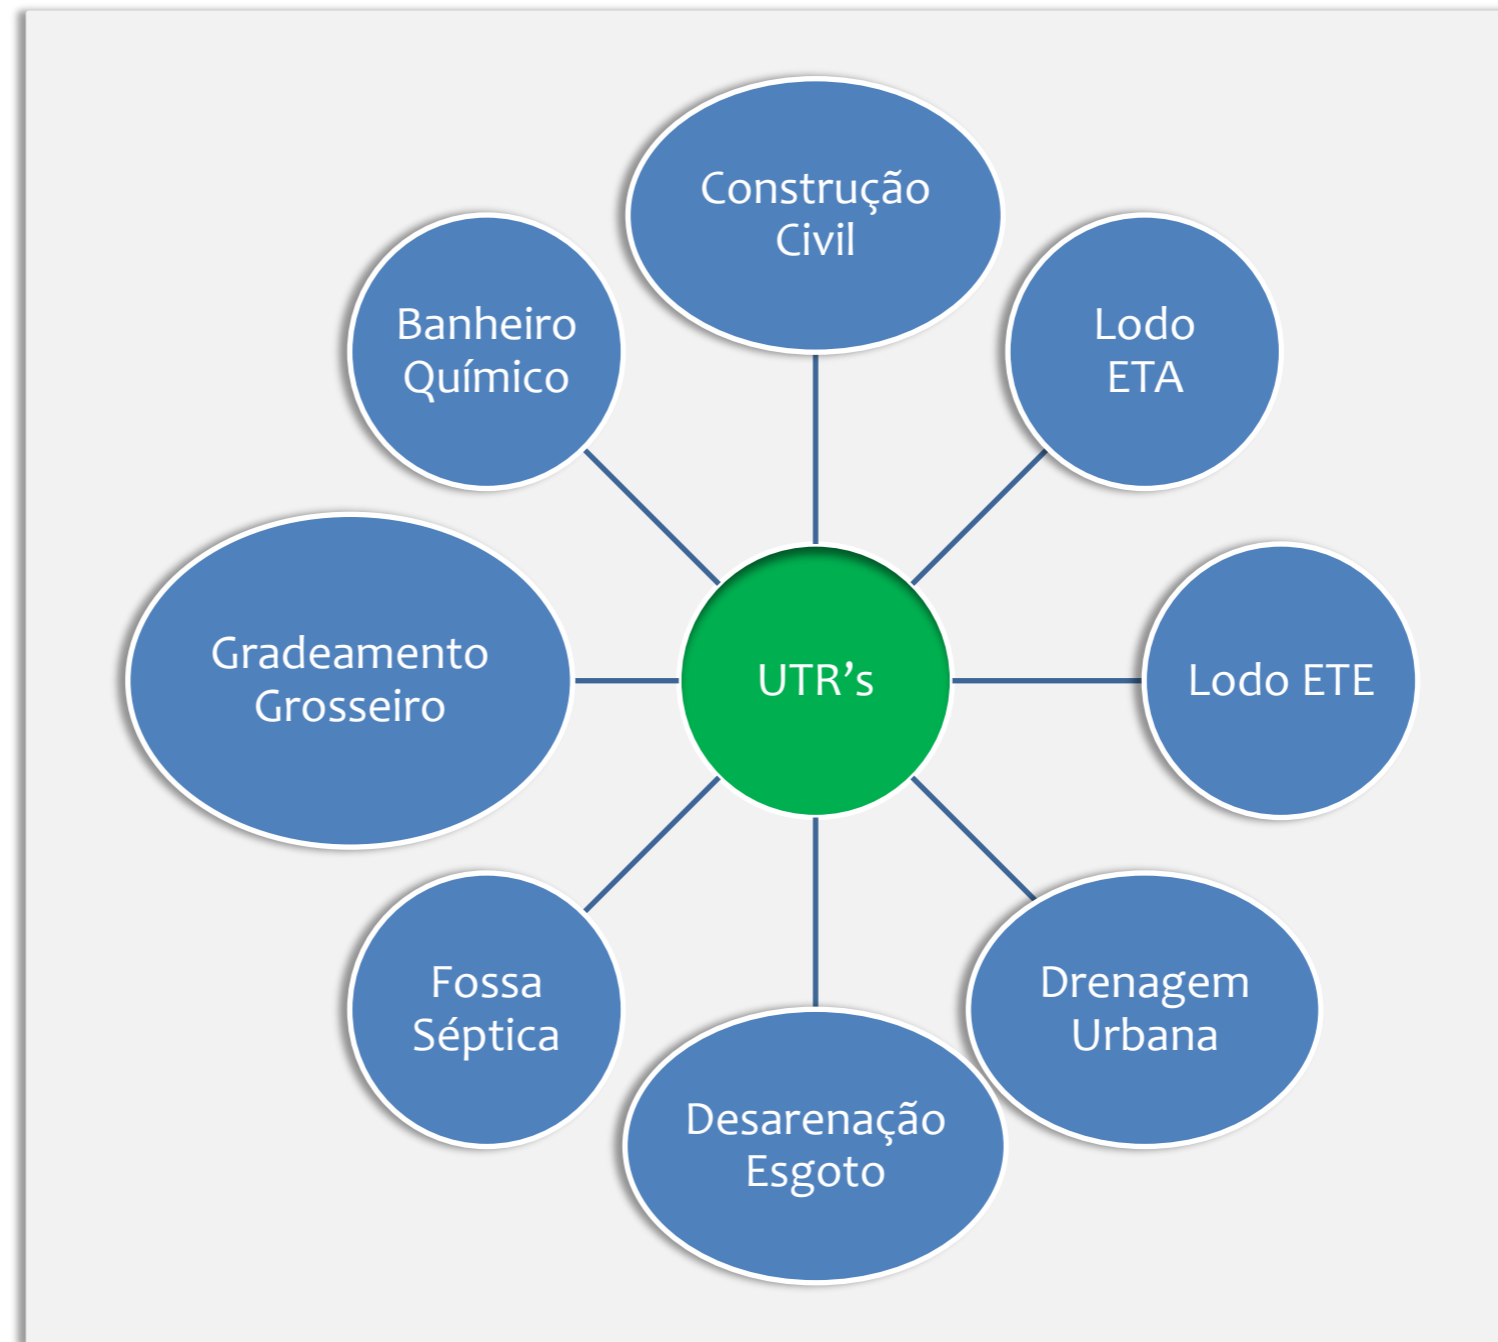 Construção
Civil
Banheiro
Químico
Lodo
ETA
Gradeamento
Grosseiro
UTR’s
Lodo ETE
Fossa
Séptica
Drenagem
Urbana
Desarenação
Esgoto